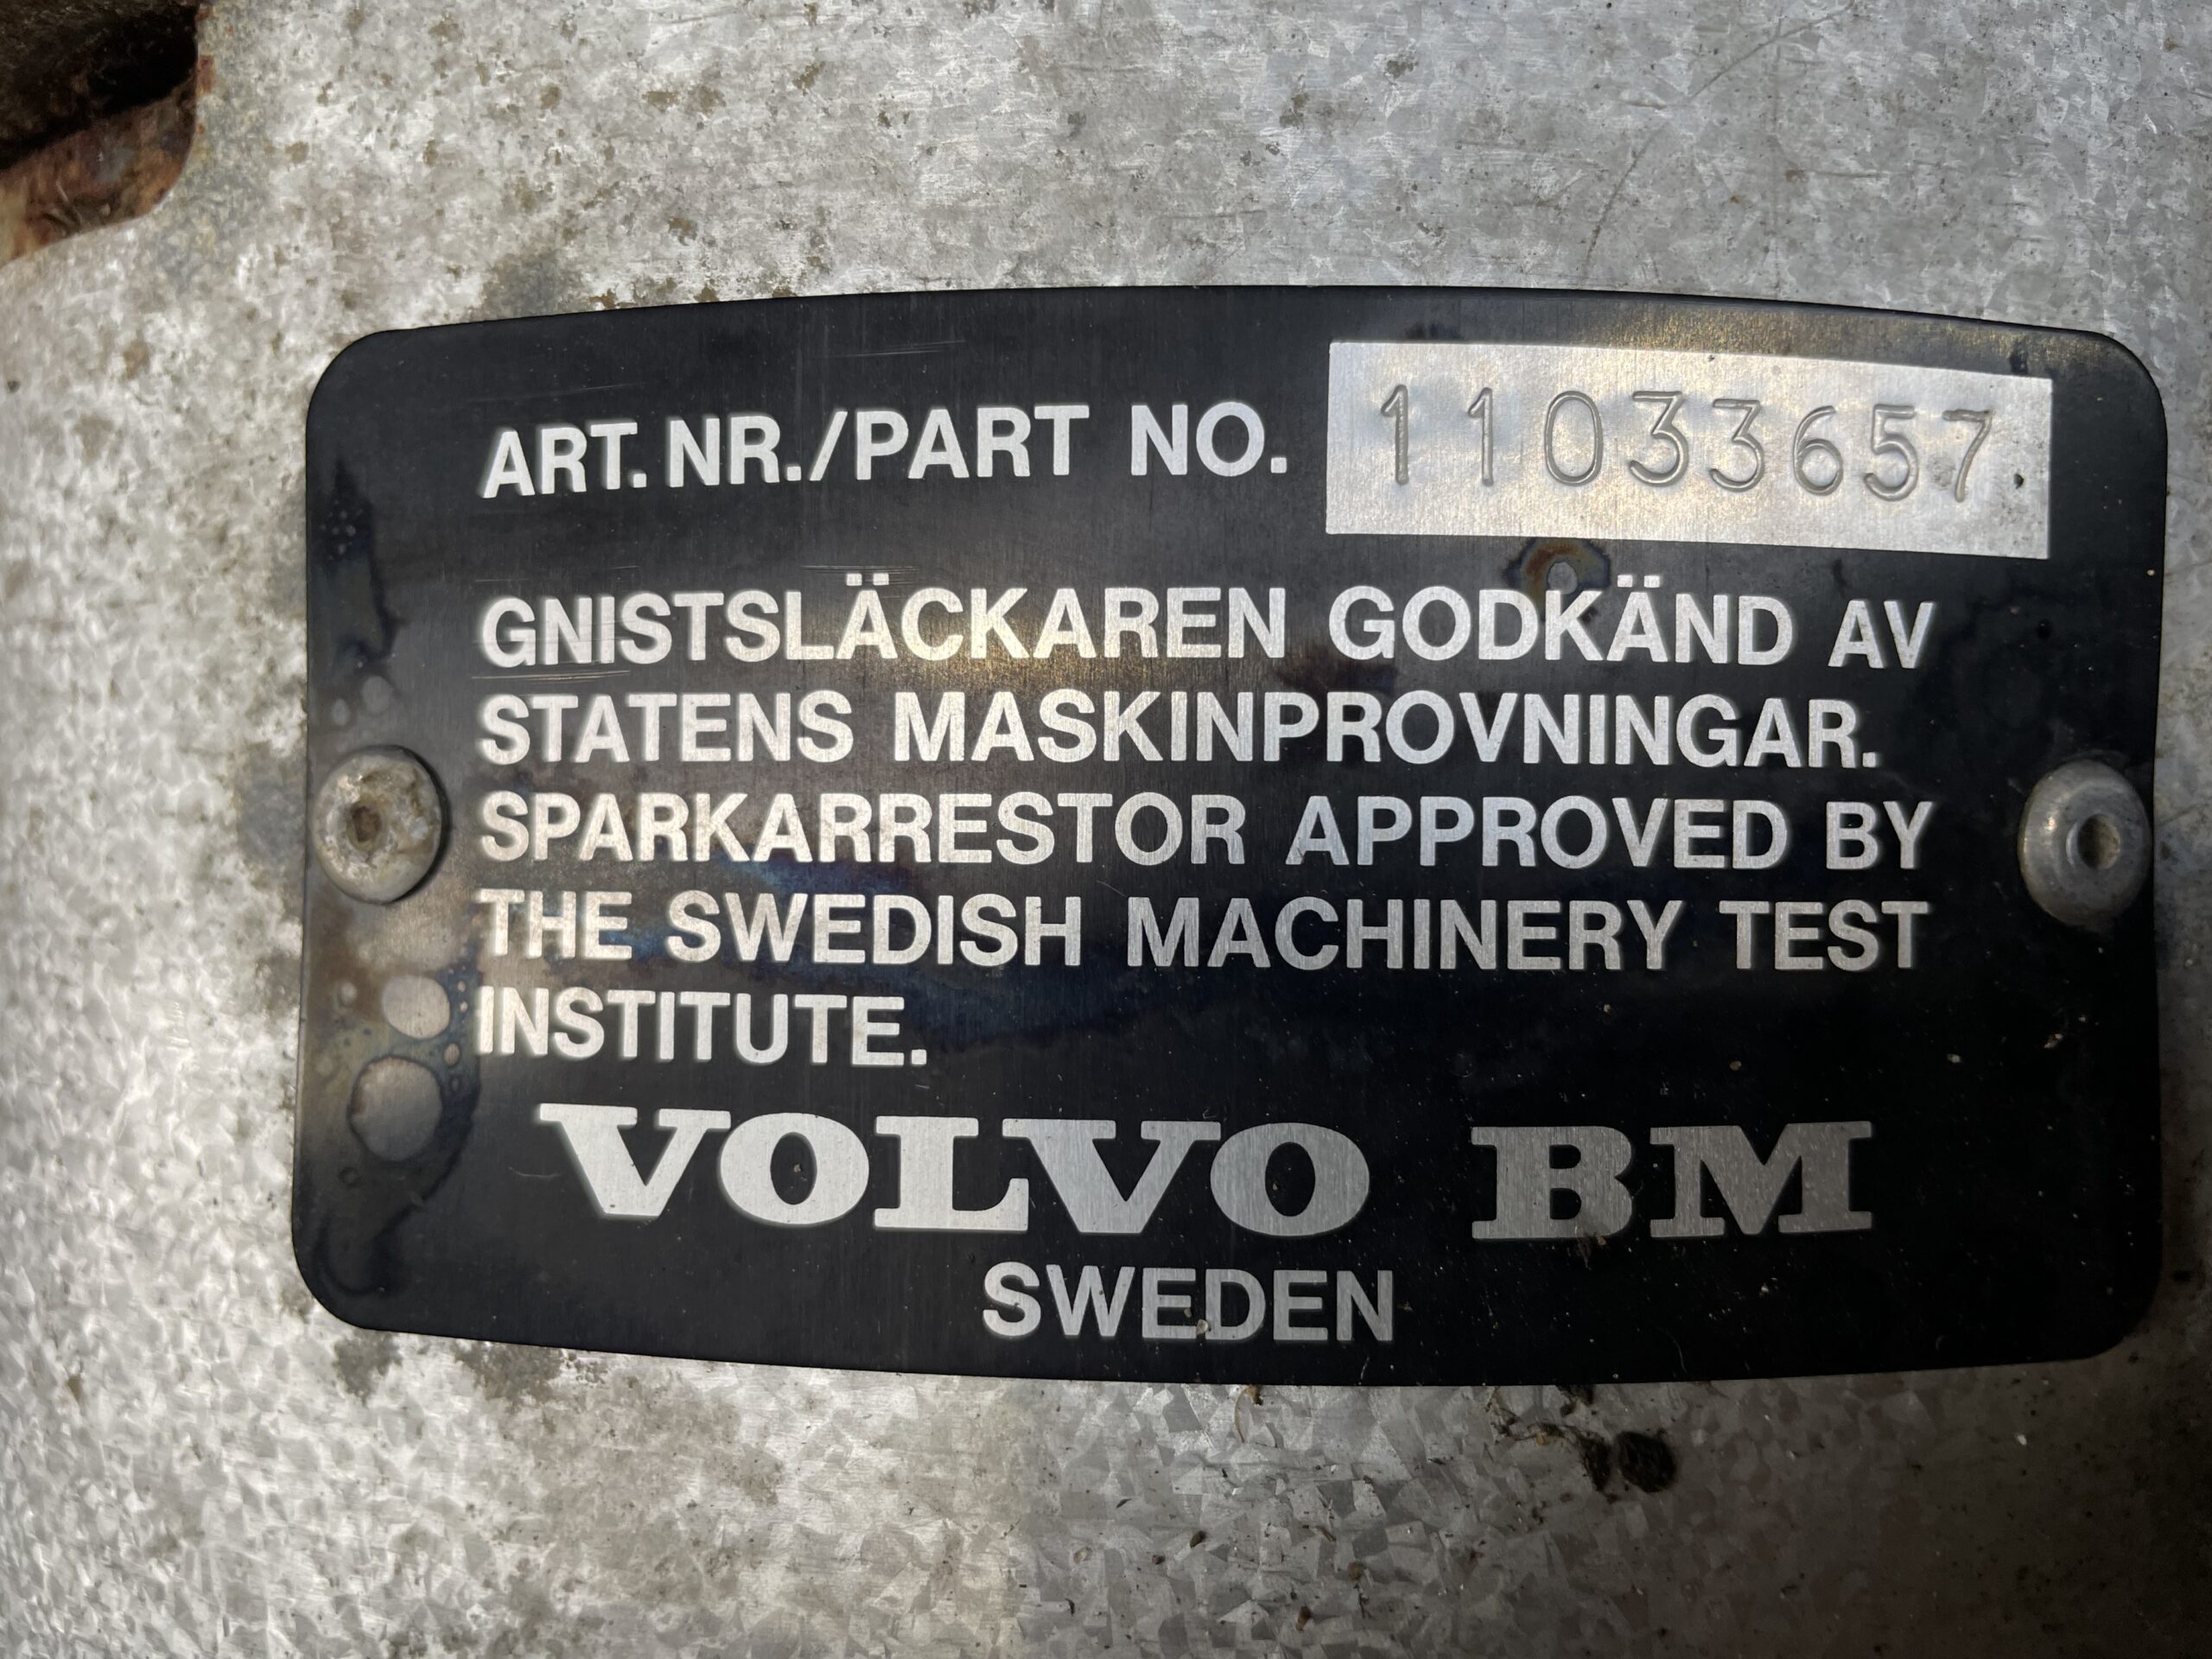 ART. NR./PART NO. 11033657
GNISTSLÄCKAREN GODKÄND AV
STATENS MASKINPROVNINGAR.
SPARKARRESTOR APPROVED BY
THE SWEDISH MACHINERY TEST
INSTITUTE.
VOLVO BM
SWEDEN